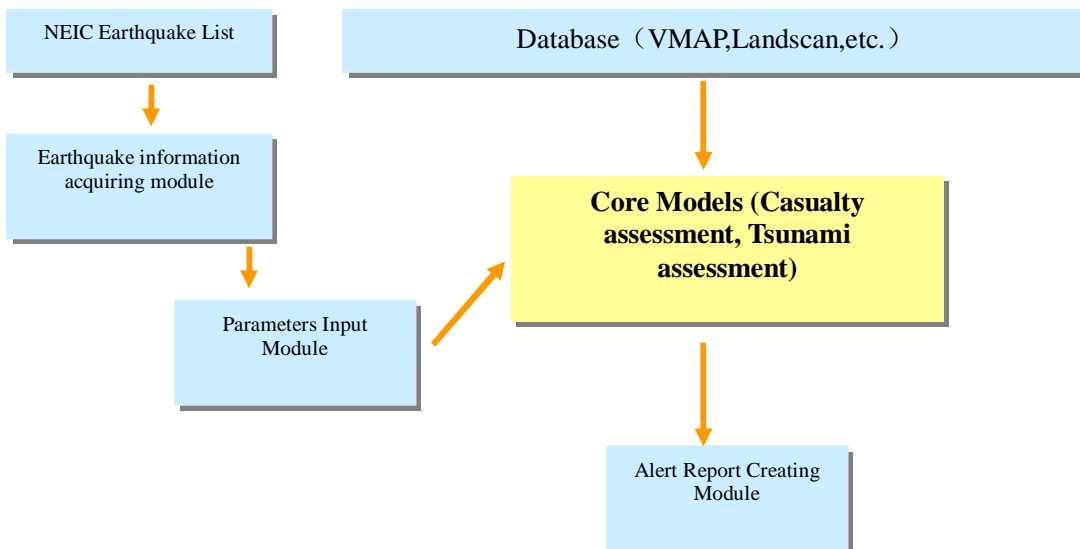 NEIC Earthquake List
Database（VMAP,Landscan,etc.）
Earthquake information
acquiring module
Core Models (Casualty
assessment, Tsunami
assessment)
Parameters Input
Module
Alert Report Creating
Module